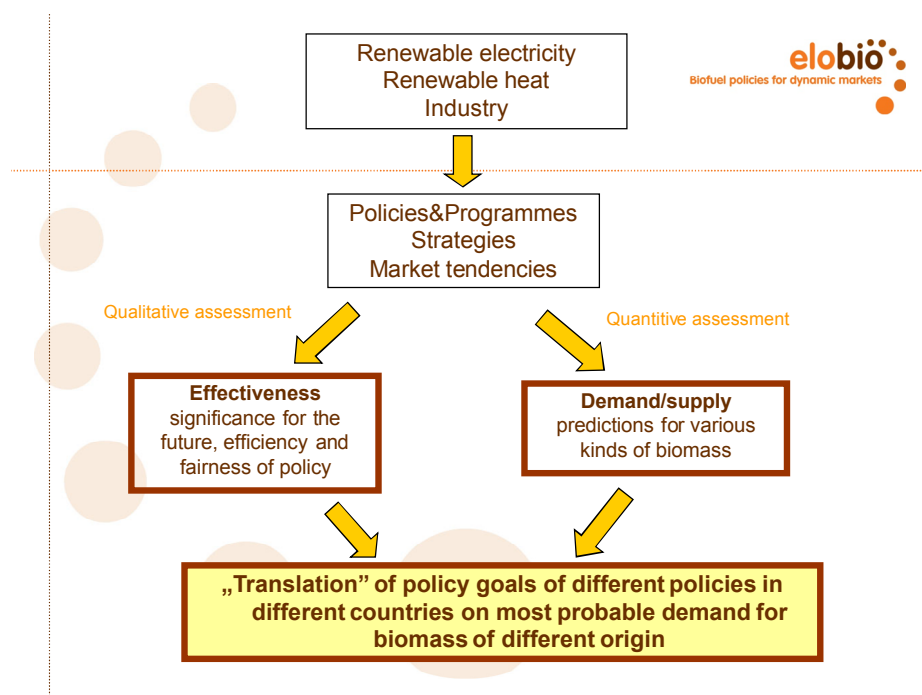 Renewable electricity
Renewable heat
Industry
elobio
Biofuel policies for dynamic markets
Policies&Programmes
Strategies
Market tendencies
Qualitative assessment
Quantitive assessment
Effectiveness
significance for the
future, efficiency and
fairness of policy
Demand/supply
predictions for various
kinds of biomass
„Translation” of policy goals of different policies in
different countries on most probable demand for
biomass of different origin